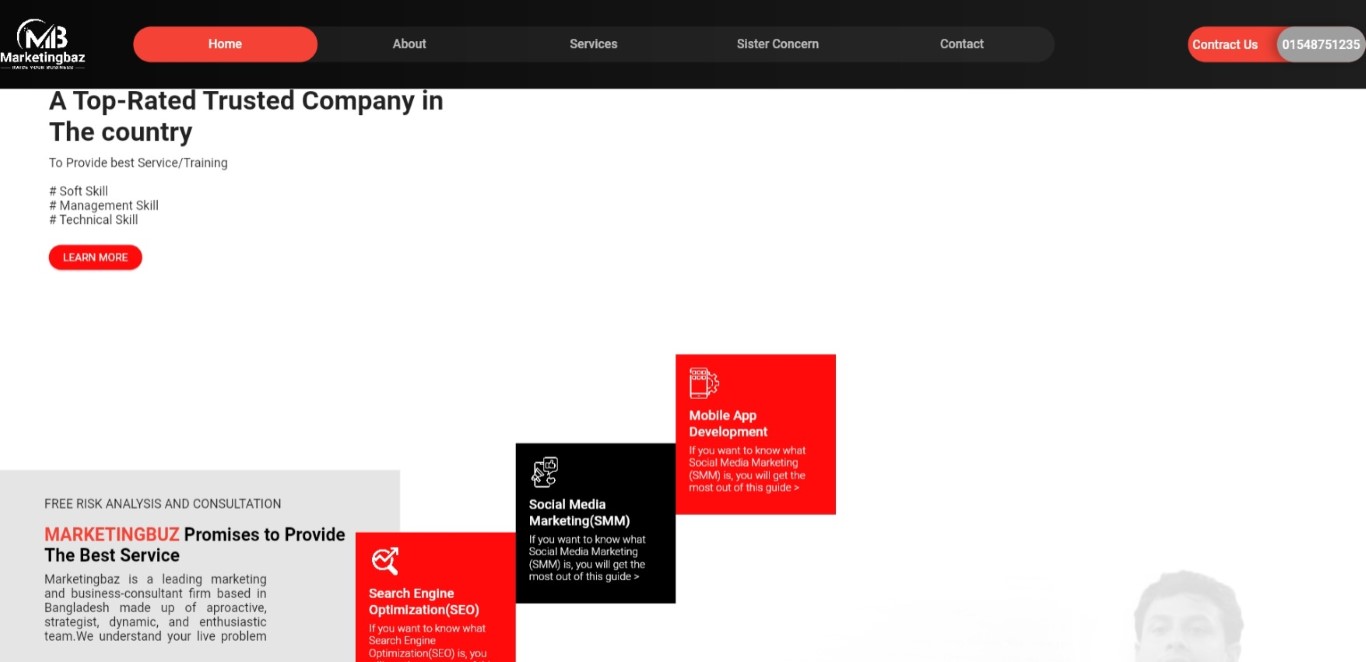 MB
Marketingbaz
Home
About
Services
Sister Concern
Contact
Contract Us
01548751235
A Top-Rated Trusted Company in
The country
To Provide best Service/Training
# Soft Skill
# Management Skill
# Technical Skill
LEARN MORE
Mobile App
Development
If you want to know what
Social Media Marketing
(SMM) is, you will get the
most out of this guide >
Social Media
Marketing(SMM)
If you want to know what
Social Media Marketing
(SMM) is, you will get the
most out of this guide >
FREE RISK ANALYSIS AND CONSULTATION
MARKETINGBUZ Promises to Provide
The Best Service
Marketingbaz is a leading marketing
and business-consultant firm based in
Bangladesh made up of aproactive,
strategist, dynamic, and enthusiastic
team.We understand your live problem
Search Engine
Optimization(SEO)
If you want to know what
Search Engine
Optimization(SEO) is, you